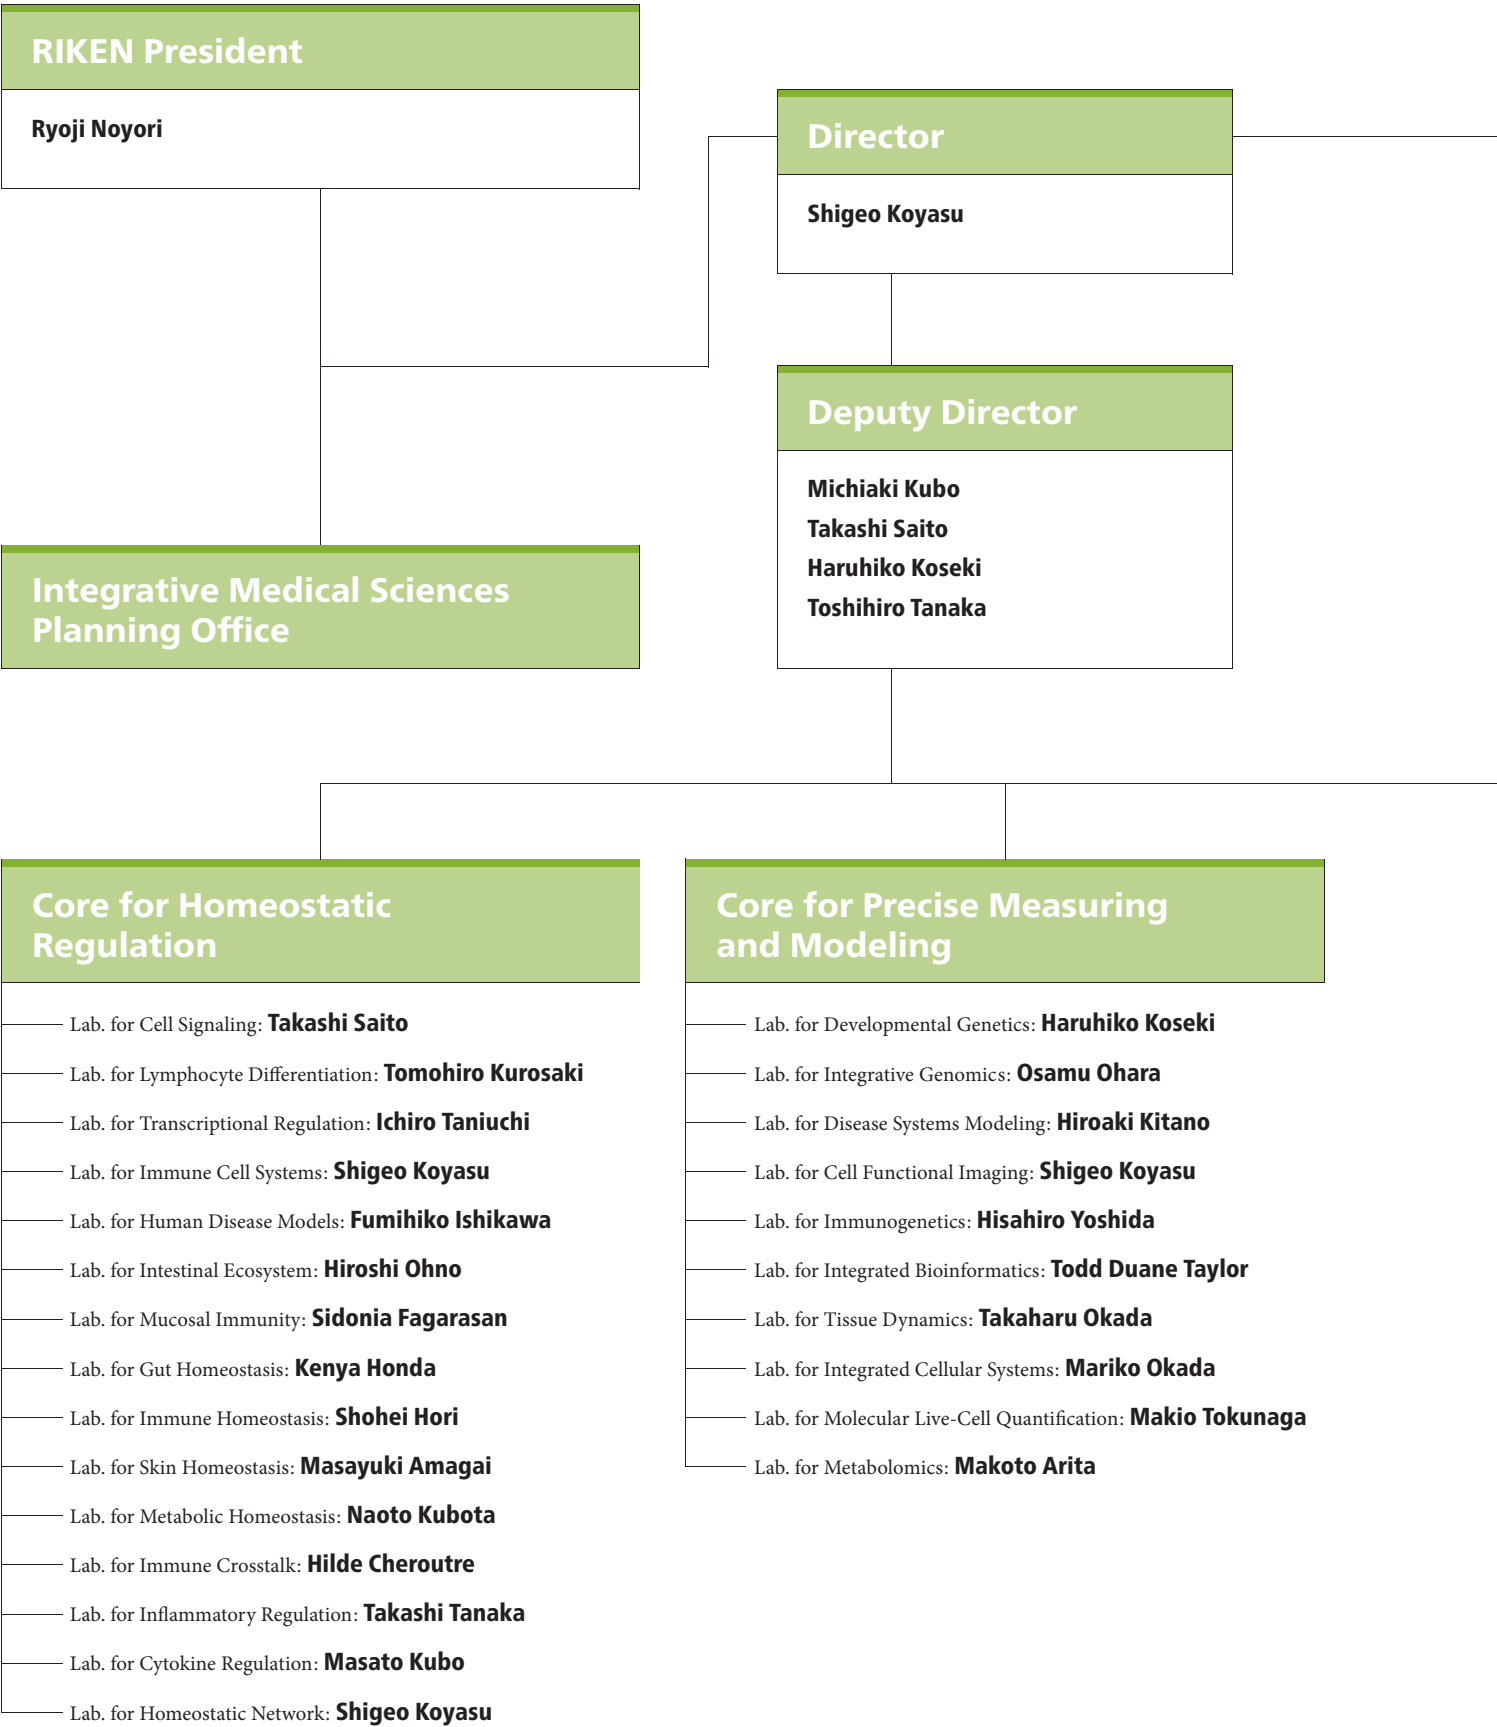 RIKEN President
Ryoji Noyori
Director
Shigeo Koyasu
Deputy Director
Michiaki Kubo
Takashi Saito
Haruhiko Koseki
Toshihiro Tanaka
Integrative Medical Sciences
Planning Office
Core for Homeostatic
Regulation
Lab. for Cell Signaling: Takashi Saito
Lab. for Lymphocyte Differentiation: Tomohiro Kurosaki
Lab. for Transcriptional Regulation: Ichiro Taniuchi
Lab. for Immune Cell Systems: Shigeo Koyasu
Lab. for Human Disease Models: Fumihiko Ishikawa
Lab. for Intestinal Ecosystem: Hiroshi Ohno
Lab. for Mucosal Immunity: Sidonia Fagarasan
Lab. for Gut Homeostasis: Kenya Honda
Lab. for Immune Homeostasis: Shohei Hori
Lab. for Skin Homeostasis: Masayuki Amagai
Lab. for Metabolic Homeostasis: Naoto Kubota
Lab. for Immune Crosstalk: Hilde Cheroutre
Lab. for Inflammatory Regulation: Takashi Tanaka
Lab. for Cytokine Regulation: Masato Kubo
Lab. for Homeostatic Network: Shigeo Koyasu
Core for Precise Measuring
and Modeling
Lab. for Developmental Genetics: Haruhiko Koseki
Lab. for Integrative Genomics: Osamu Ohara
Lab. for Disease Systems Modeling: Hiroaki Kitano
Lab. for Cell Functional Imaging: Shigeo Koyasu
Lab. for Immunogenetics: Hisahiro Yoshida
Lab. for Integrated Bioinformatics: Todd Duane Taylor
Lab. for Tissue Dynamics: Takaharu Okada
Lab. for Integrated Cellular Systems: Mariko Okada
Lab. for Molecular Live-Cell Quantification: Makio Tokunaga
Lab. for Metabolomics: Makoto Arita